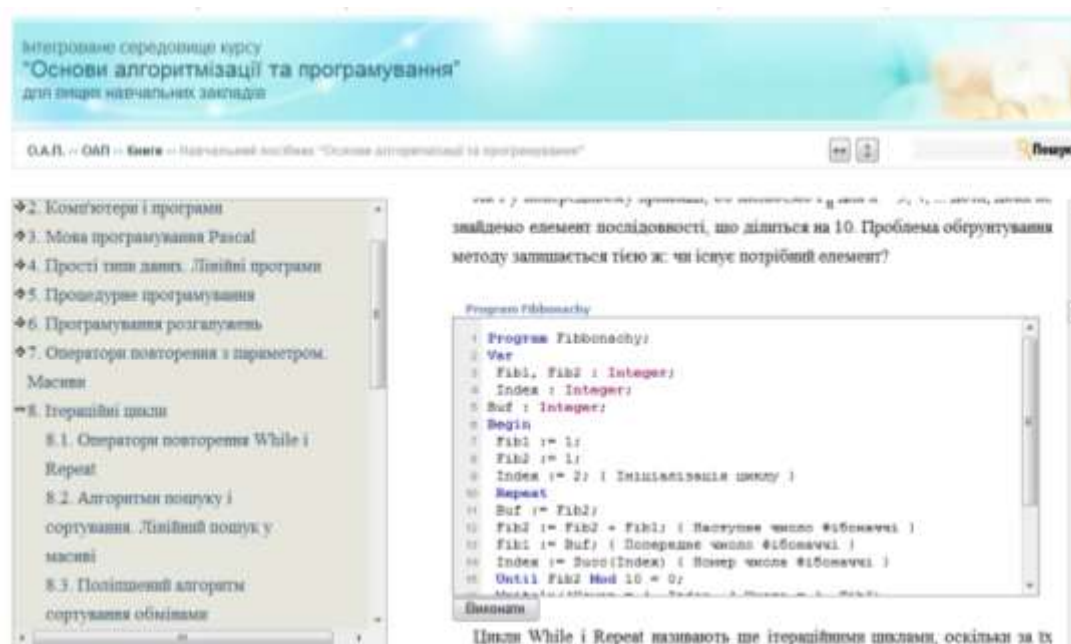 Інтегроване середовище курсу
"Основи алгоритмізації та програмування"
для вищих навчальних закладів
О.А.П. -- ОАП -- Книги -- Навчальний посібник "Основи алгоритмізації та програмування"
Пошук
2. Комп'ютери і програми
3. Мова програмування Pascal
4. Прості типи даних. Лінійні програми
5. Процедурне програмування
6. Програмування розгалужень
7. Оператори повторення з параметром.
Масиви
8. Ітераційні цикли
8.1. Оператори повторення While і
Repeat
8.2. Алгоритми пошуку і
сортування. Лінійний пошук у
масиві
8.3. Поліпшений алгоритм
сортування обмінами
знайдемо елемент послідовності, що ділиться на 10. Проблема обґрунтування
методу залишається тією ж: чи існує потрібний елемент?
Program Fibbonachy
1 Program Fibbonachy;
2 Var
3 Fib1, Fib2 : Integer;
4 Index : Integer;
5 Buf : Integer;
6 Begin
7 Fib1 := 1;
8 Fib2 := 1;
9 Index := 2; { Ініціалізація циклу }
10 Repeat
11 Buf := Fib2;
12 Fib2 := Fib2 + Fib1; { Наступне число Фібоначчі }
13 Fib1 := Buf; { Попереднє число Фібоначчі }
14 Index := Succ(Index) { Номер числа Фібоначчі }
15 Until Fib2 Mod 10 = 0;
Виконати
Цикли While і Repeat називають ще ітераційними циклами, оскільки за їх